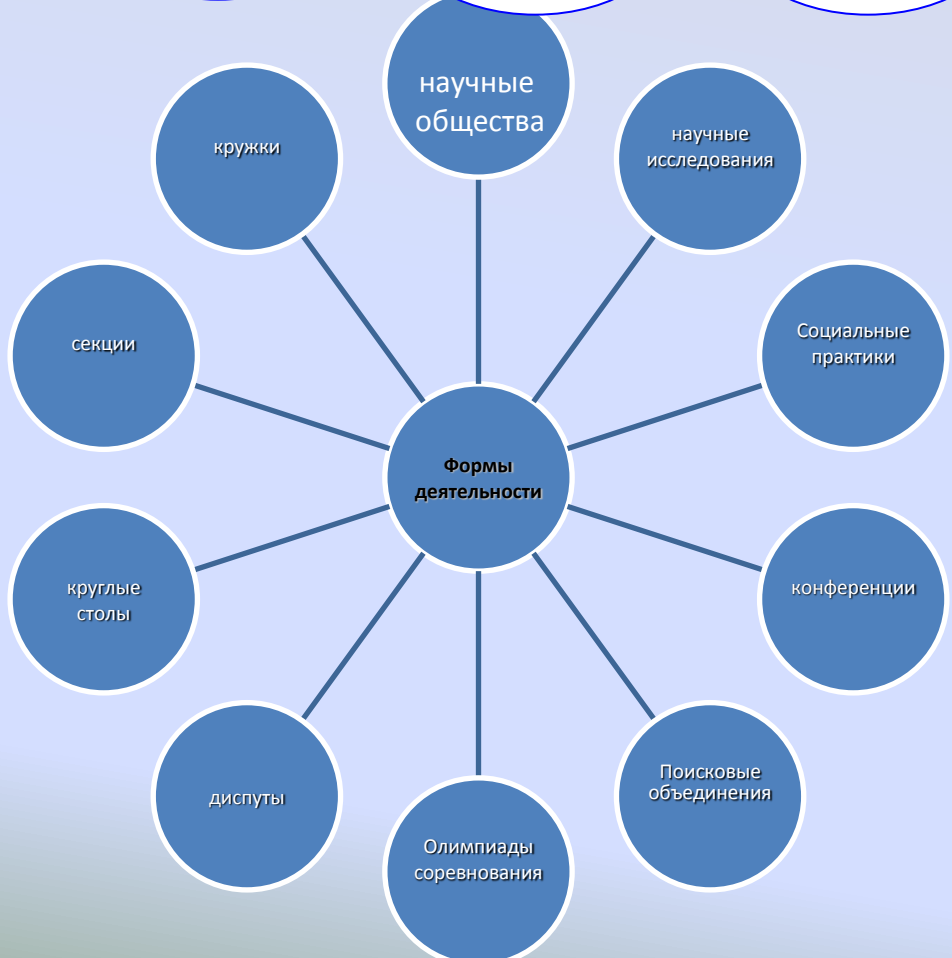 научные
общества
научные
исследования
Социальные
практики
конференции
Поисковые
объединения
Олимпиады
соревнования
диспуты
круглые
столы
секции
кружки
Формы
деятельности